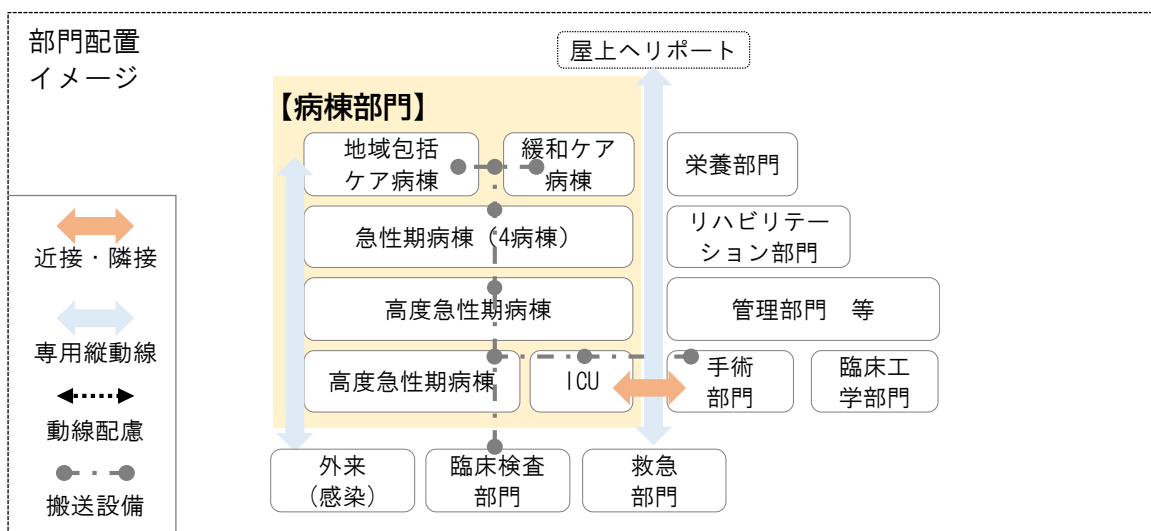 部門配置
イメージ
屋上ヘリポート
【病棟部門】
地域包括
ケア病棟
緩和ケア
病棟
栄養部門
急性期病棟（4病棟）
リハビリテー
ション部門
高度急性期病棟
管理部門　等
高度急性期病棟
ICU
手術
部門
臨床工
学部門
外来
(感染)
臨床検査
部門
救急
部門
近接・隣接
専用縦動線
動線配慮
搬送設備